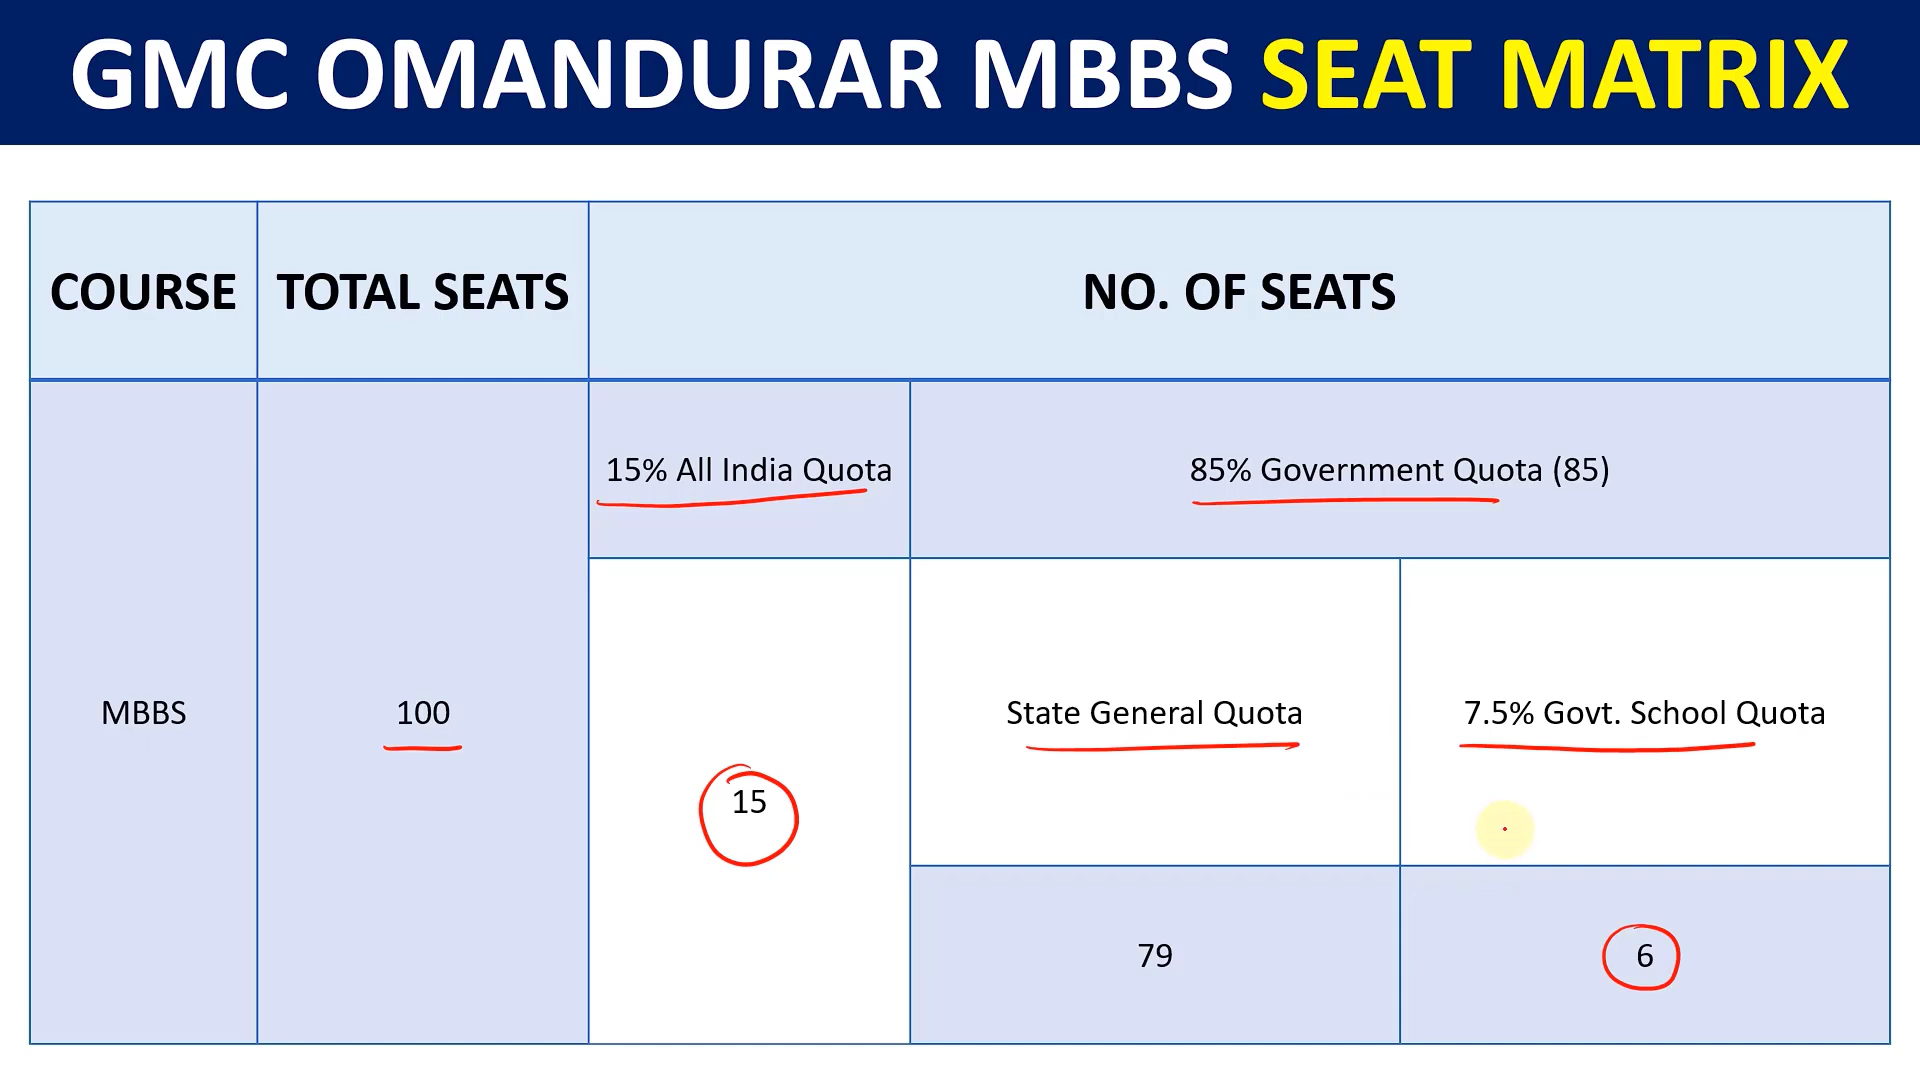 GMC OMANDURAR MBBS SEAT MATRIX
COURSE
TOTAL SEATS
NO. OF SEATS
MBBS
100
15% All India Quota
85% Government Quota (85)
15
State General Quota
7.5% Govt. School Quota
79
6